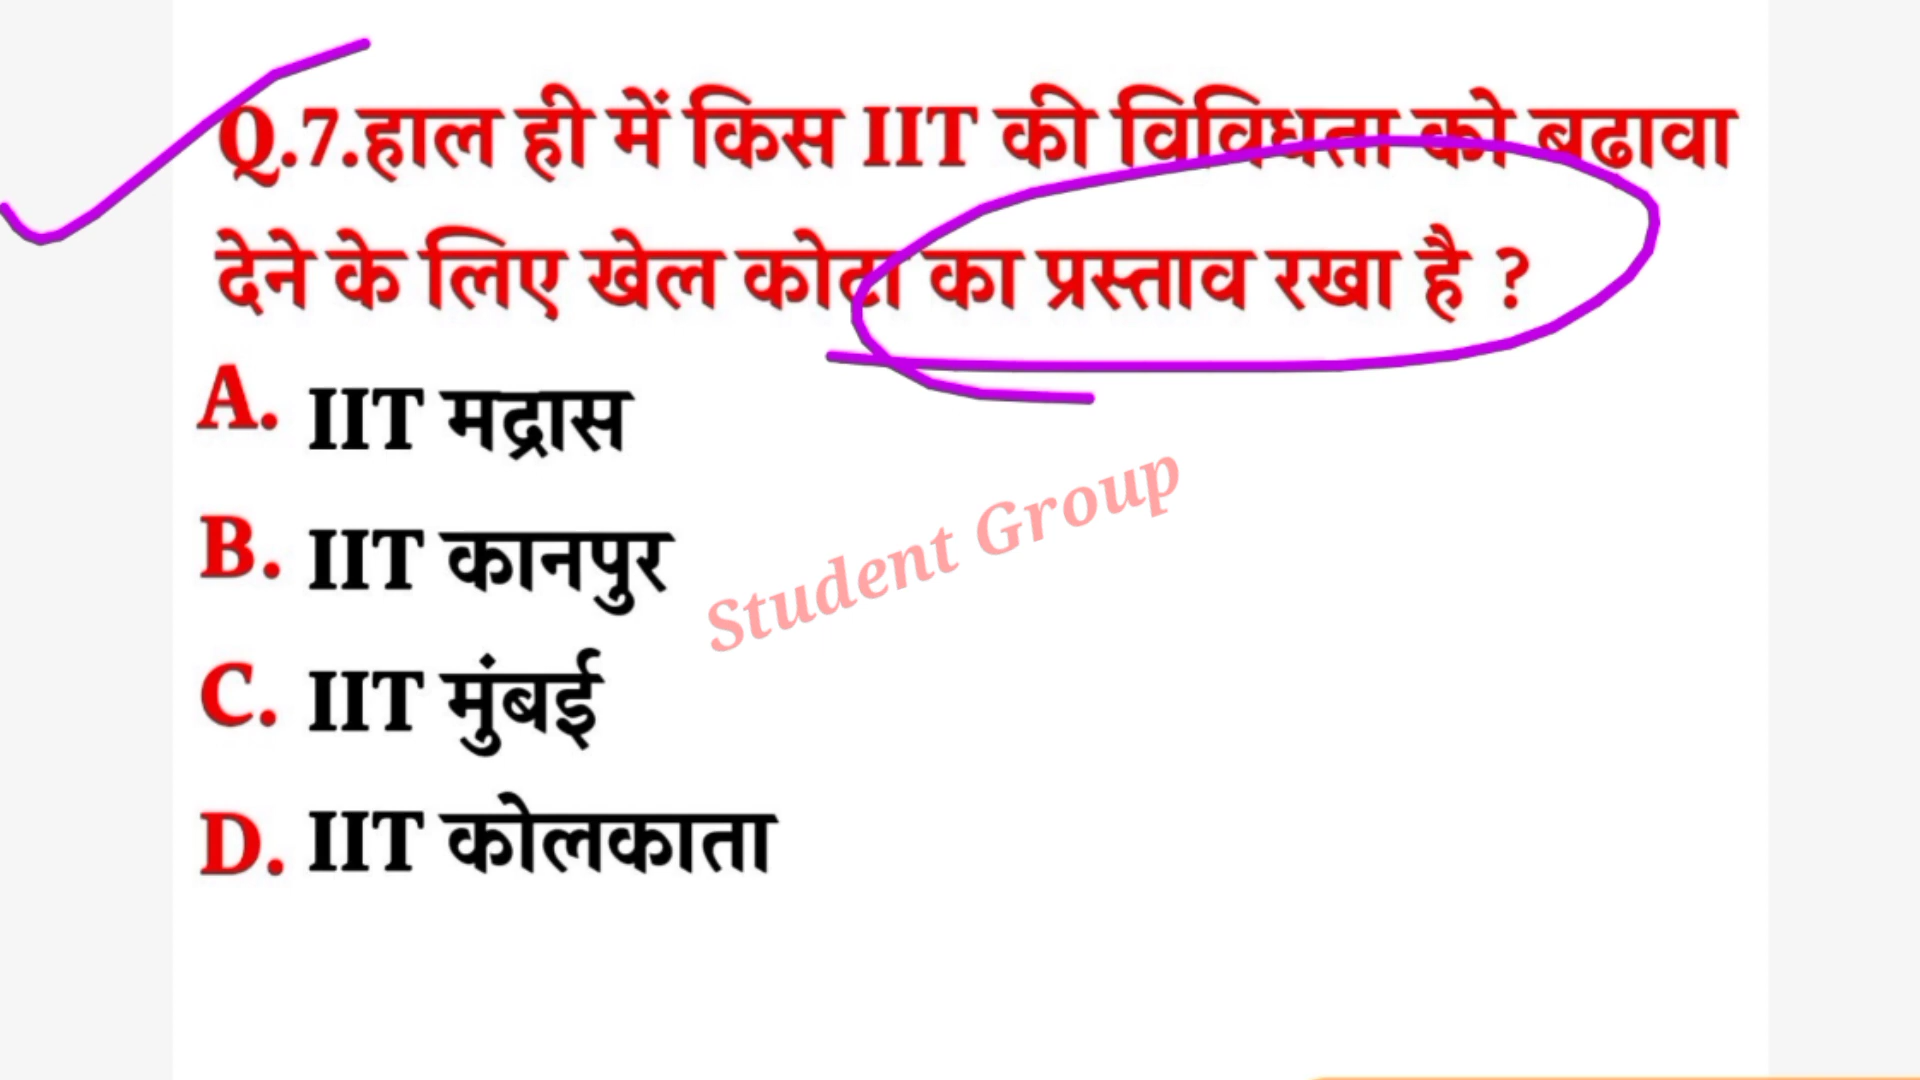 Q.7.हाल ही में किस IIT की विविधता को बढावा
देने के लिए खेल कोटा का प्रस्ताव रखा है ?
A. IIT मद्रास
B. IIT कानपुर
Student Group
C. IIT मुंबई
D. IIT कोलकाता